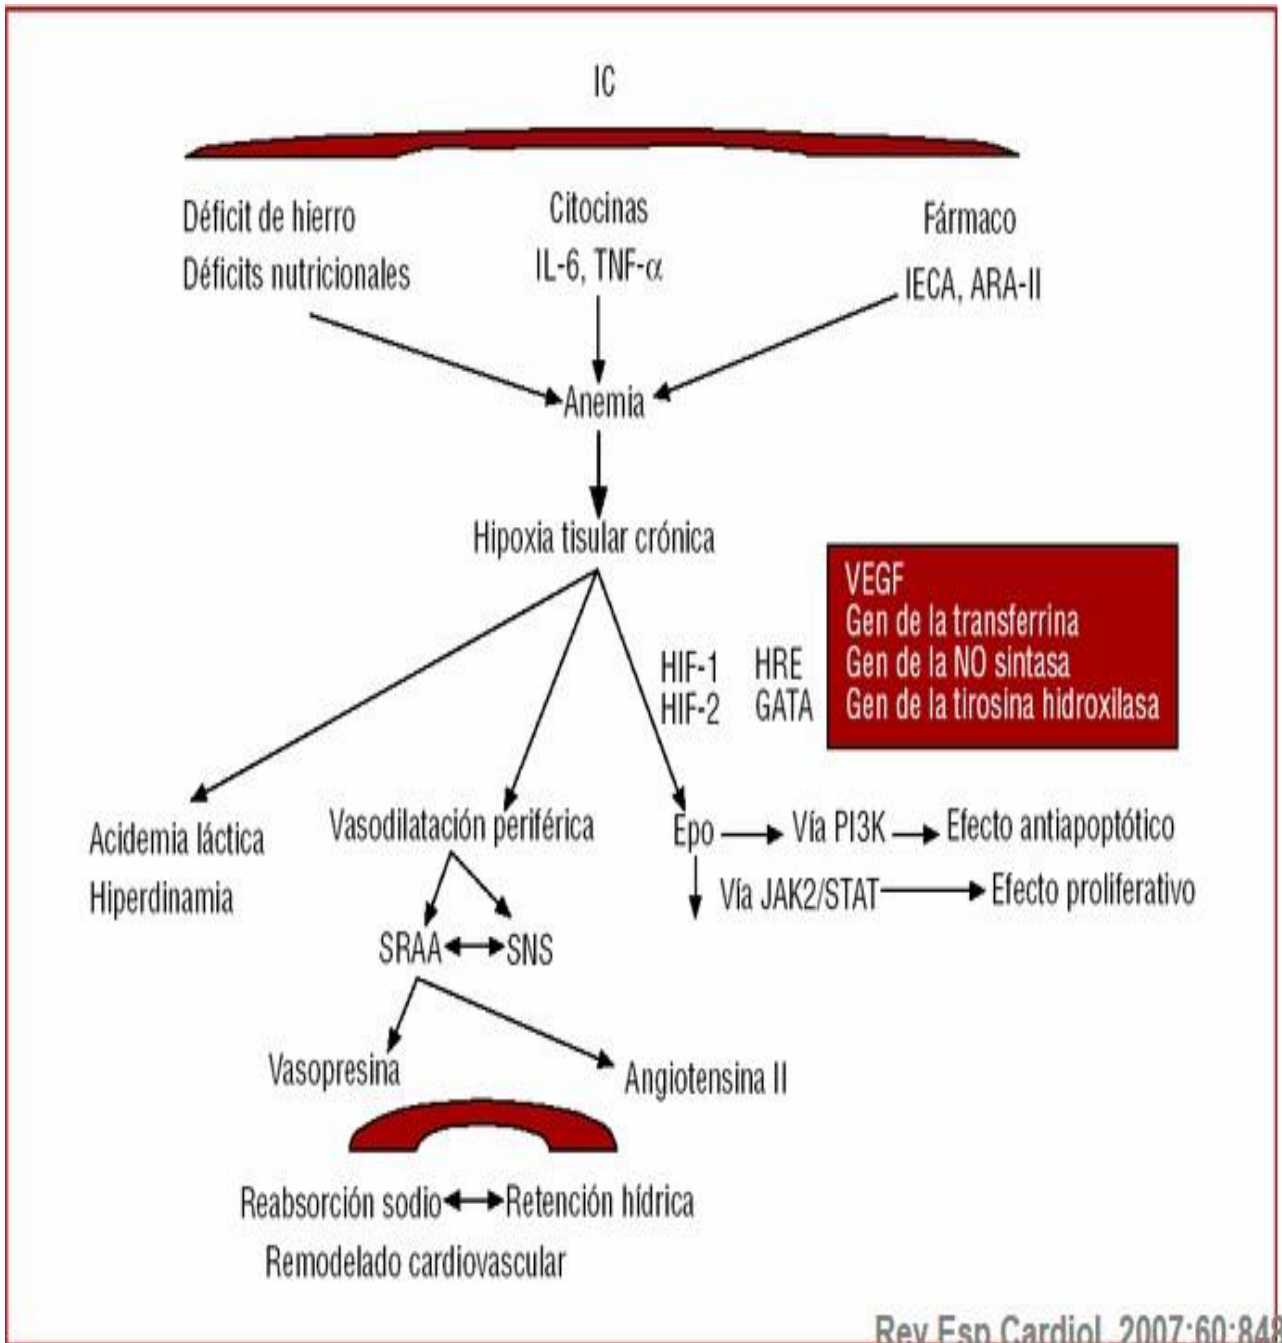 IC
Déficit de hierro
Déficits nutricionales
Citocinas
IL-6, TNF-α
Fármaco
IECA, ARA-II
Anemia
Hipoxia tisular crónica
HIF-1 HRE
HIF-2 GATA
VEGF
Gen de la transferrina
Gen de la NO sintasa
Gen de la tirosina hidroxilasa
Acidemia láctica
Hiperdinamia
Vasodilatación periférica
Epo
Vía PI3K
Efecto antiapoptótico
Vía JAK2/STAT
Efecto proliferativo
SRAA
SNS
Vasopresina
Angiotensina II
Reabsorción sodio
Retención hídrica
Remodelado cardiovascular
Rev Esp Cardiol. 2007;60:84